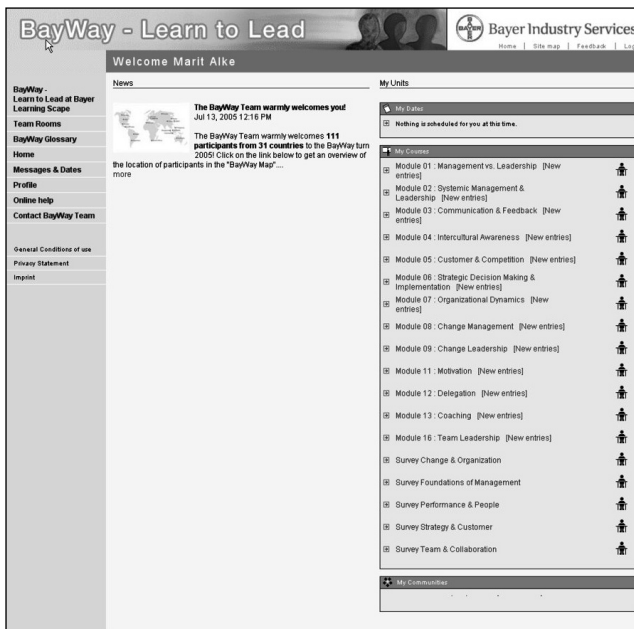 BayWay - Learn to Lead
BAYER
Bayer Industry Services
Home | Site map | Feedback |
Welcome Marit Alke
BayWay -
Learn to Lead at Bayer
Learning Scape
Team Rooms
BayWay Glossary
Home
Messages & Dates
Profile
Online help
Contact BayWay Team
General Conditions of use
Privacy Statement
Imprint
News
The BayWay Team warmly welcomes you!
Jul 13, 2005 12:16 PM
The BayWay Team warmly welcomes 111
participants from 31 countries to the BayWay turn
2005! Click on the link below to get an overview of
the location of participants in the "BayWay Map"....
more
My Units
My Dates
Nothing is scheduled for you at this time.
My Courses
Module 01 : Management vs. Leadership [New
entries]
Module 02 : Systemic Management &
Leadership [New entries]
Module 03 : Communication & Feedback [New
entries]
Module 04 : Intercultural Awareness [New entries]
Module 05 : Customer & Competition [New entries]
Module 06 : Strategic Decision Making &
Implementation [New entries]
Module 07 : Organizational Dynamics [New
entries]
Module 08 : Change Management [New entries]
Module 09 : Change Leadership [New entries]
Module 11 : Motivation [New entries]
Module 12 : Delegation [New entries]
Module 13 : Coaching [New entries]
Module 16 : Team Leadership [New entries]
Survey Change & Organization
Survey Foundations of Management
Survey Performance & People
Survey Strategy & Customer
Survey Team & Collaboration
My Communities